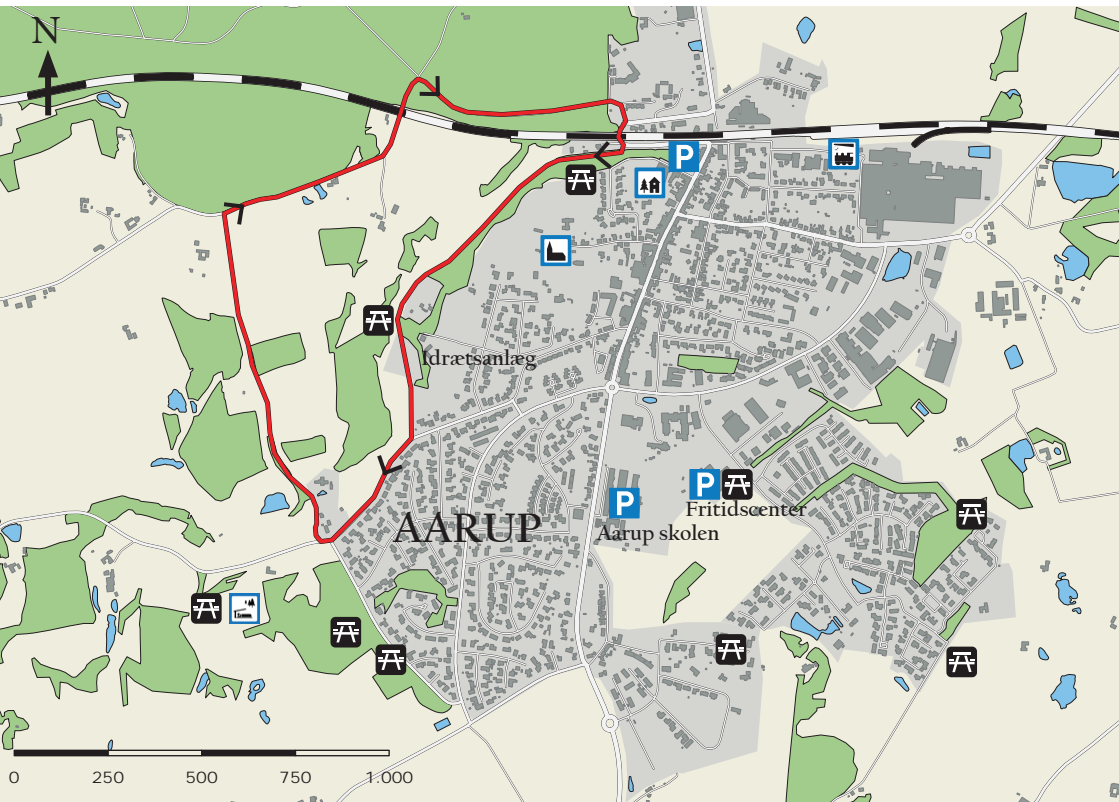 N
P
Idrætsanlæg
P
P
Fritidscenter
AARUP
Aarup skolen
0 250 500 750 1.000